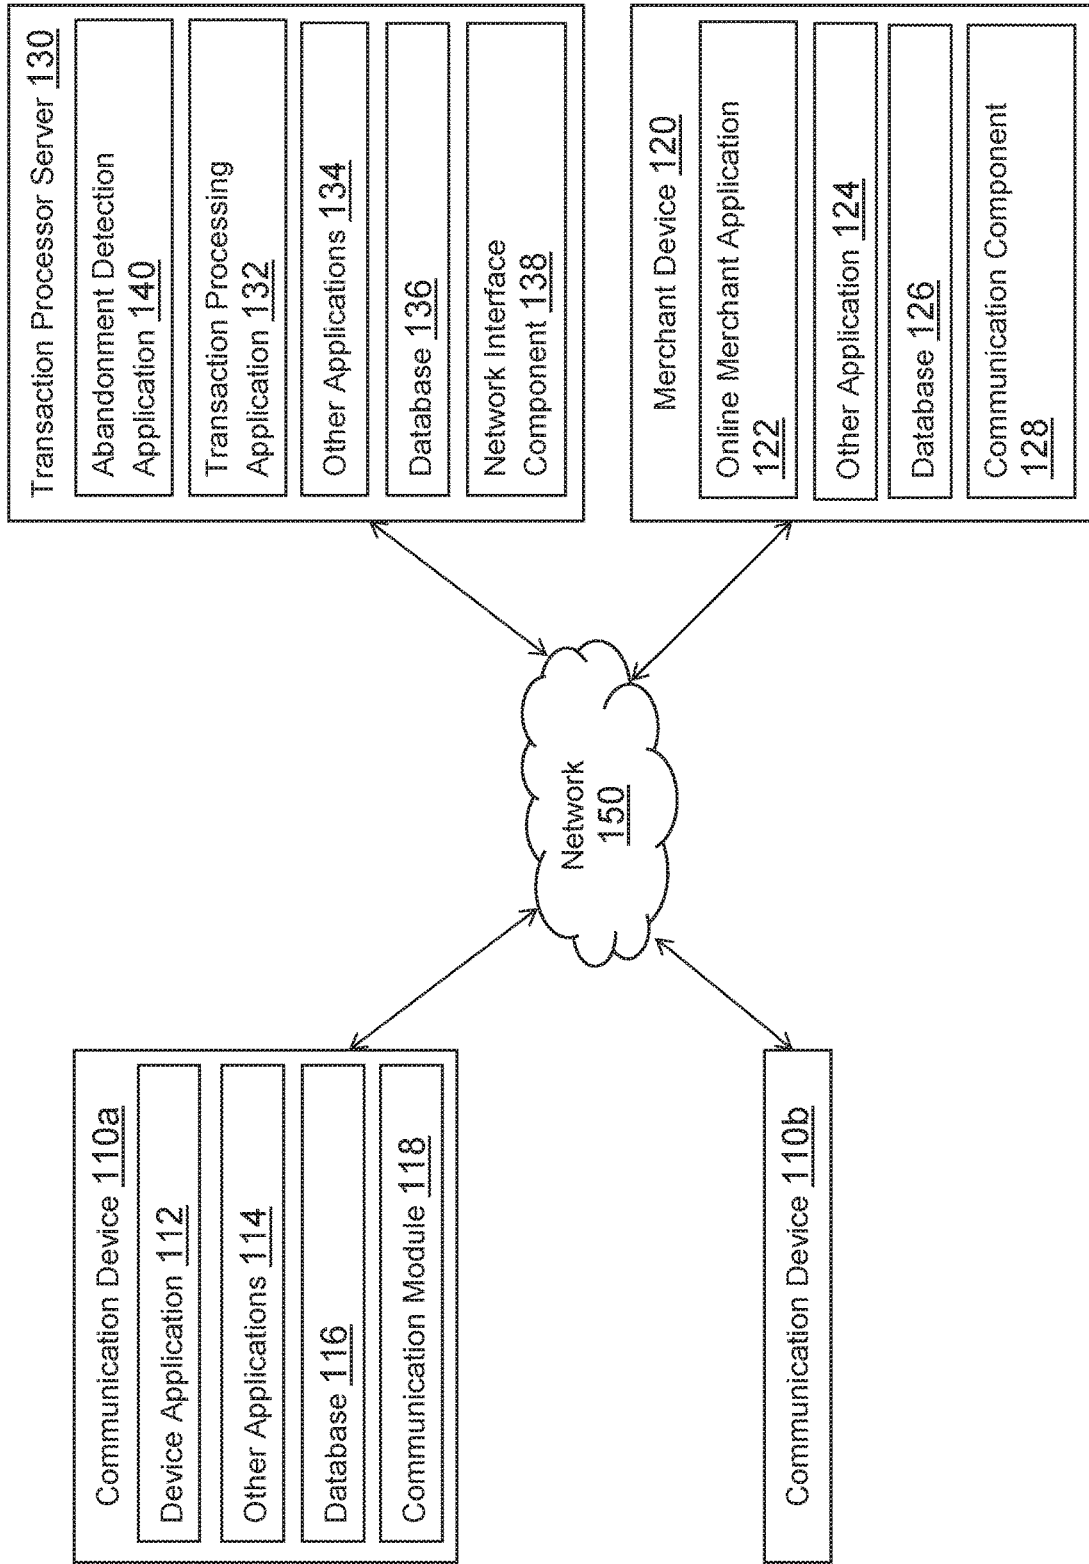 Communication Device 110a
Device Application 112
Other Applications 114
Database 116
Communication Module 118
Communication Device 110b
Network
150
Transaction Processor Server 130
Abandonment Detection
Application 140
Transaction Processing
Application 132
Other Applications 134
Database 136
Network Interface
Component 138
Merchant Device 120
Online Merchant Application
122
Other Application 124
Database 126
Communication Component
128